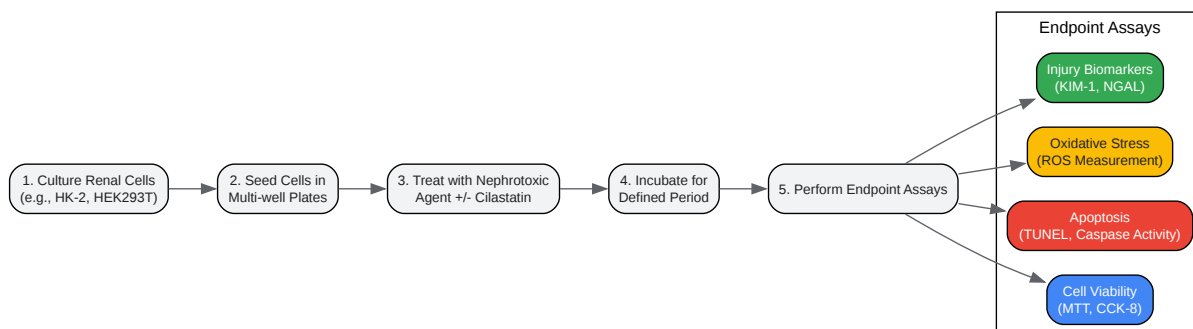 1. Culture Renal Cells
(e.g., HK-2, HEK293T)
2. Seed Cells in
Multi-well Plates
3. Treat with Nephrotoxic
Agent +/- Cilastatin
4. Incubate for
Defined Period
5. Perform Endpoint Assays
Endpoint Assays
Injury Biomarkers
(KIM-1, NGAL)
Oxidative Stress
(ROS Measurement)
Apoptosis
(TUNEL, Caspase Activity)
Cell Viability
(MTT, CCK-8)